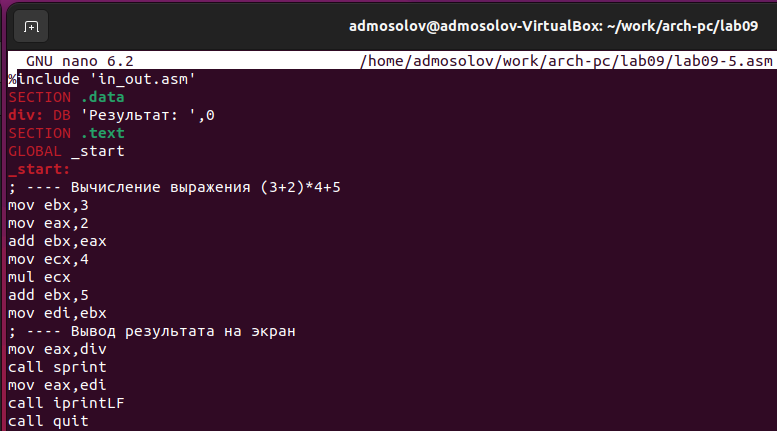 admosolov@admosolov-VirtualBox: ~/work/arch-pc/lab09
GNU nano 6.2 /home/admosolov/work/arch-pc/lab09/lab09-5.asm
%include 'in_out.asm'
SECTION .data
div: DB 'Результат: ',0
SECTION .text
GLOBAL _start
_start:
; ---- Вычисление выражения (3+2)*4+5
mov ebx,3
mov eax,2
add ebx,eax
mov ecx,4
mul ecx
add ebx,5
mov edi,ebx
; ---- Вывод результата на экран
mov eax,div
call sprint
mov eax,edi
call iprintLF
call quit